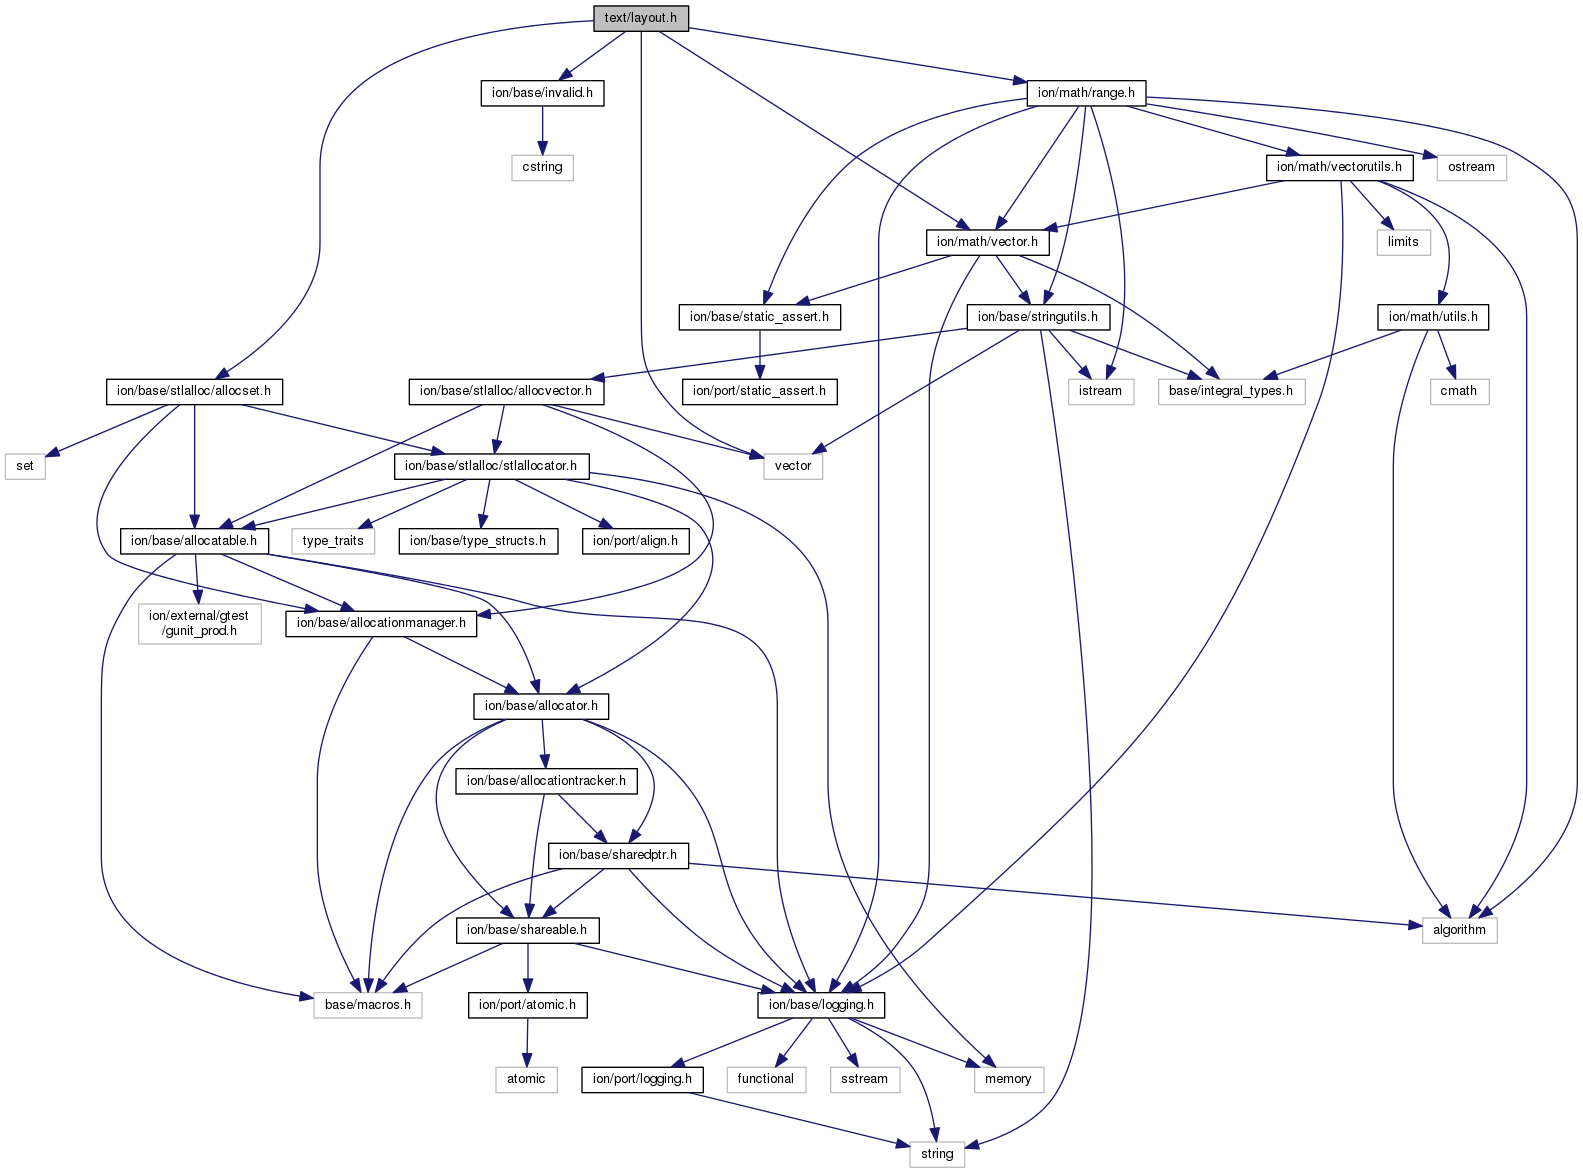 text/layout.h
ion/base/invalid.h
ion/math/range.h
cstring
ion/math/vectorutils.h
ostream
ion/math/vector.h
limits
ion/base/static_assert.h
ion/base/stringutils.h
ion/math/utils.h
ion/base/stlalloc/allocset.h
ion/base/stlalloc/allocvector.h
ion/port/static_assert.h
istream
base/integral_types.h
cmath
set
ion/base/stlalloc/stlallocator.h
vector
ion/base/allocatable.h
type_traits
ion/base/type_structs.h
ion/port/align.h
ion/external/gtest
/gunit_prod.h
ion/base/allocationmanager.h
ion/base/allocator.h
ion/base/allocationtracker.h
ion/base/sharedptr.h
ion/base/shareable.h
algorithm
base/macros.h
ion/port/atomic.h
ion/base/logging.h
atomic
ion/port/logging.h
functional
sstream
memory
string